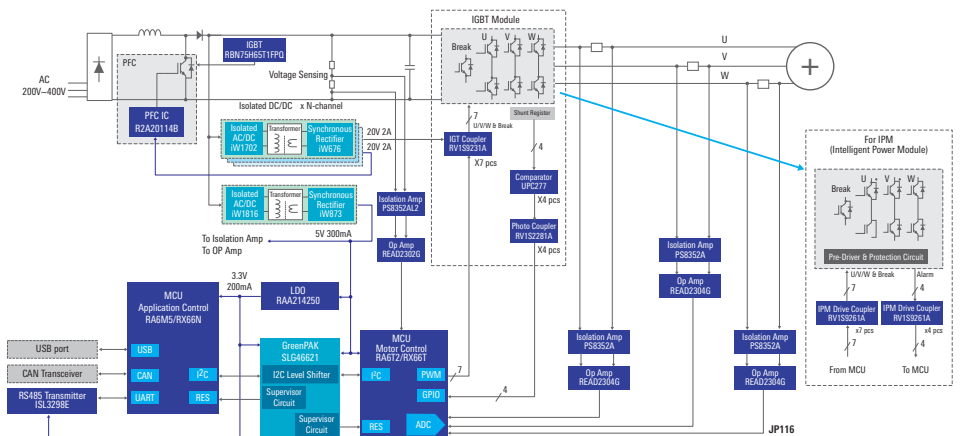 IGBT Module
U V W
Break
IGBT
RBN75H65T1FPQ
PFC
AC
200V~400V
PFC IC
R2A20114B
Voltage Sensing
Isolated DC/DC x N-channel
Isolated
AC/DC
iW1702
Transformer
Synchronous
Rectifier
iW676
20V 2A
20V 2A
7
U/V/W & Break
IGT Coupler
RV1S9231A
X7 pcs
Shunt Register
4
Comparator
UPC277
X4 pcs
Photo Coupler
RV1S2281A
X4 pcs
Isolated
AC/DC
iW1816
Transformer
Synchronous
Rectifier
iW873
5V 300mA
To Isolation Amp
To OP Amp
Isolation Amp
PS8352AL2
Op Amp
READ2302G
U
V
W
For IPM
(Intelligent Power Module)
U V W
Break
Pre-Driver & Protection Circuit
U/V/W & Break
Alarm
7
4
IPM Drive Coupler
RV1S9261A
IPM Drive Coupler
RV1S9261A
x7 pcs
x4 pcs
7
4
From MCU
To MCU
Isolation Amp
PS8352A
Op Amp
READ2304G
Isolation Amp
PS8352A
Op Amp
READ2304G
Isolation Amp
PS8352A
Op Amp
READ2304G
3.3V
200mA
LDO
RAA214250
MCU
Application Control
RA6M5/RX66N
USB
CAN
UART
I²C
RES
USB port
CAN Transceiver
RS485 Transmitter
ISL3298E
GreenPAK
SLG46621
I2C Level Shifter
Supervisor
Circuit
Supervisor
Circuit
MCU
Motor Control
RA6T2/RX66T
I²C
PWM
GPIO
RES
ADC
7
4
JP116